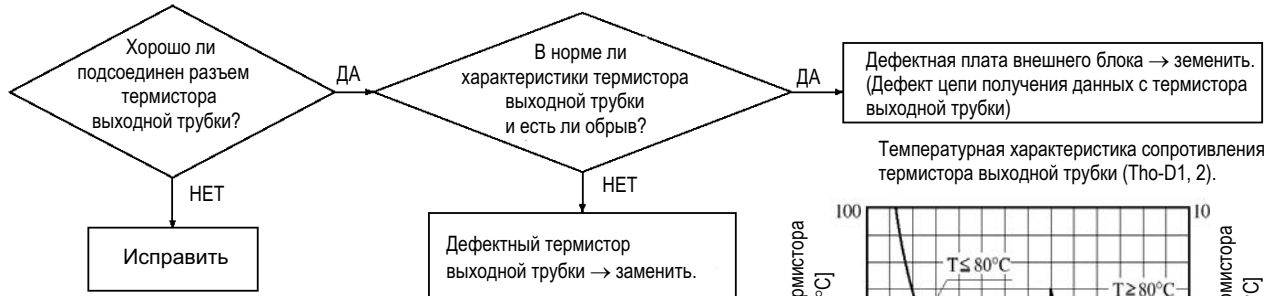 Хорошо ли
подсоединен разъем
термистора
выходной трубки?
ДА
В норме ли
характеристики термистора
выходной трубки
и есть ли обрыв?
ДА
Дефектная плата внешнего блока → земенить.
(Дефект цепи получения данных с термистора
выходной трубки)
НЕТ
Исправить
НЕТ
Дефектный термистор
выходной трубки → заменить.
Температурная характеристика сопротивления
термистора выходной трубки (Tho-D1, 2).
100
10
T≤80°C
T≥80°C